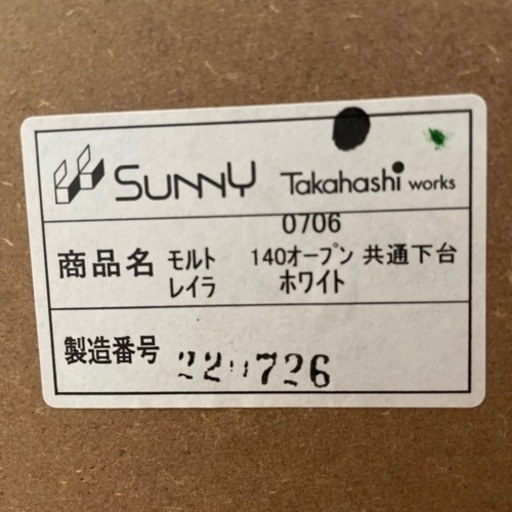 SUNNY Takahashi works
0706
商品名 モルト 140オープン 共通下台
レイラ ホワイト
製造番号